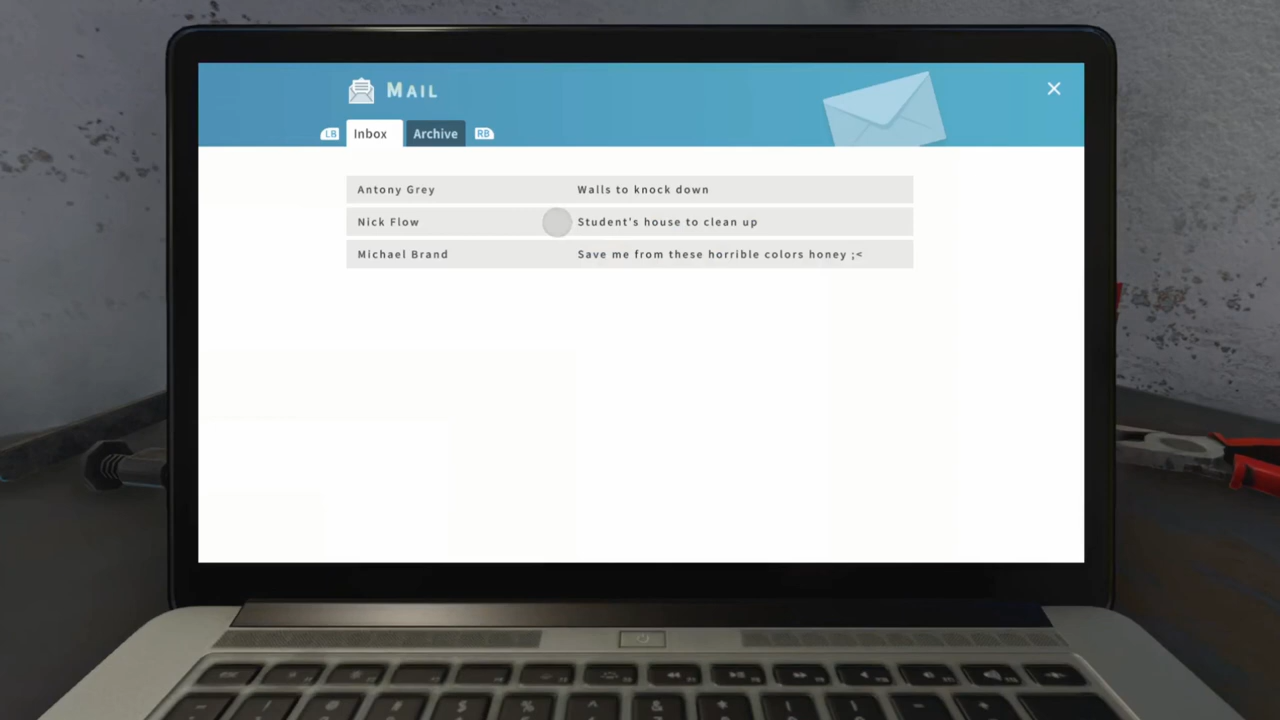 MAIL
LB Inbox Archive RB
Antony Grey Walls to knock down
Nick Flow Student's house to clean up
Michael Brand Save me from these horrible colors honey ;<